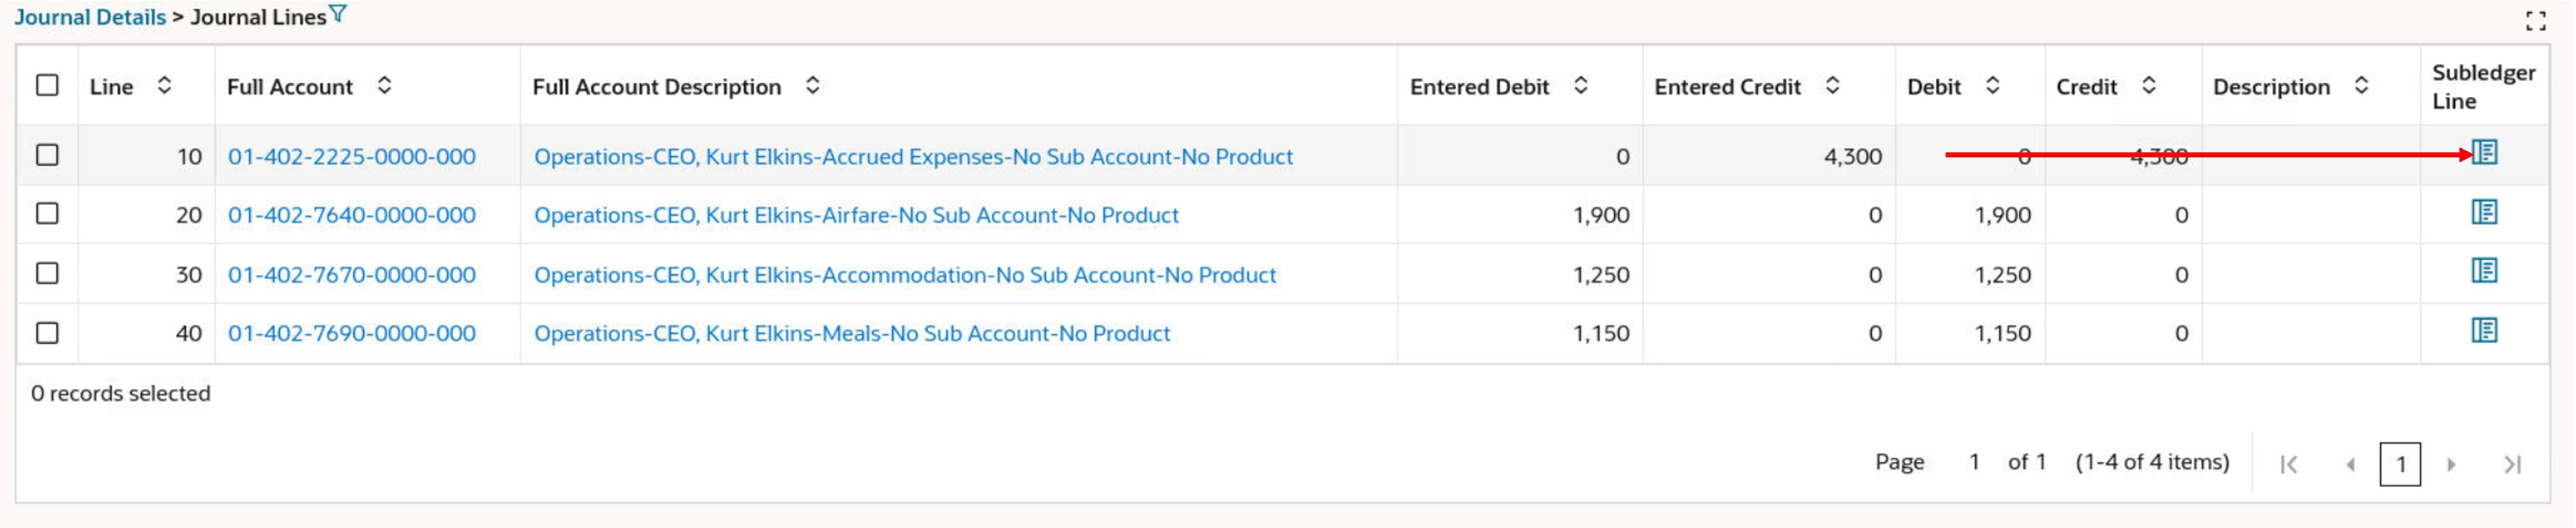 Journal Details > Journal Lines
Line Full Account Full Account Description Entered Debit Entered Credit Debit Credit Description Subledger Line
10 01-402-2225-0000-000 Operations-CEO, Kurt Elkins-Accrued Expenses-No Sub Account-No Product 0 4,300 0 4,300
20 01-402-7640-0000-000 Operations-CEO, Kurt Elkins-Airfare-No Sub Account-No Product 1,900 0 1,900 0
30 01-402-7670-0000-000 Operations-CEO, Kurt Elkins-Accommodation-No Sub Account-No Product 1,250 0 1,250 0
40 01-402-7690-0000-000 Operations-CEO, Kurt Elkins-Meals-No Sub Account-No Product 1,150 0 1,150 0
0 records selected
Page 1 of 1 (1-4 of 4 items) 1